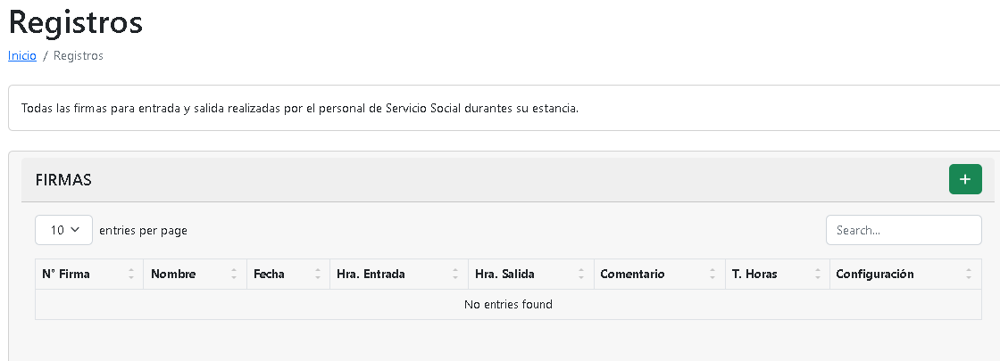 Registros
Inicio / Registros
Todas las firmas para entrada y salida realizadas por el personal de Servicio Social durantes su estancia.
FIRMAS
+
10 entries per page
Search...
N° Firma Nombre Fecha Hra. Entrada Hra. Salida Comentario T. Horas Configuración
No entries found